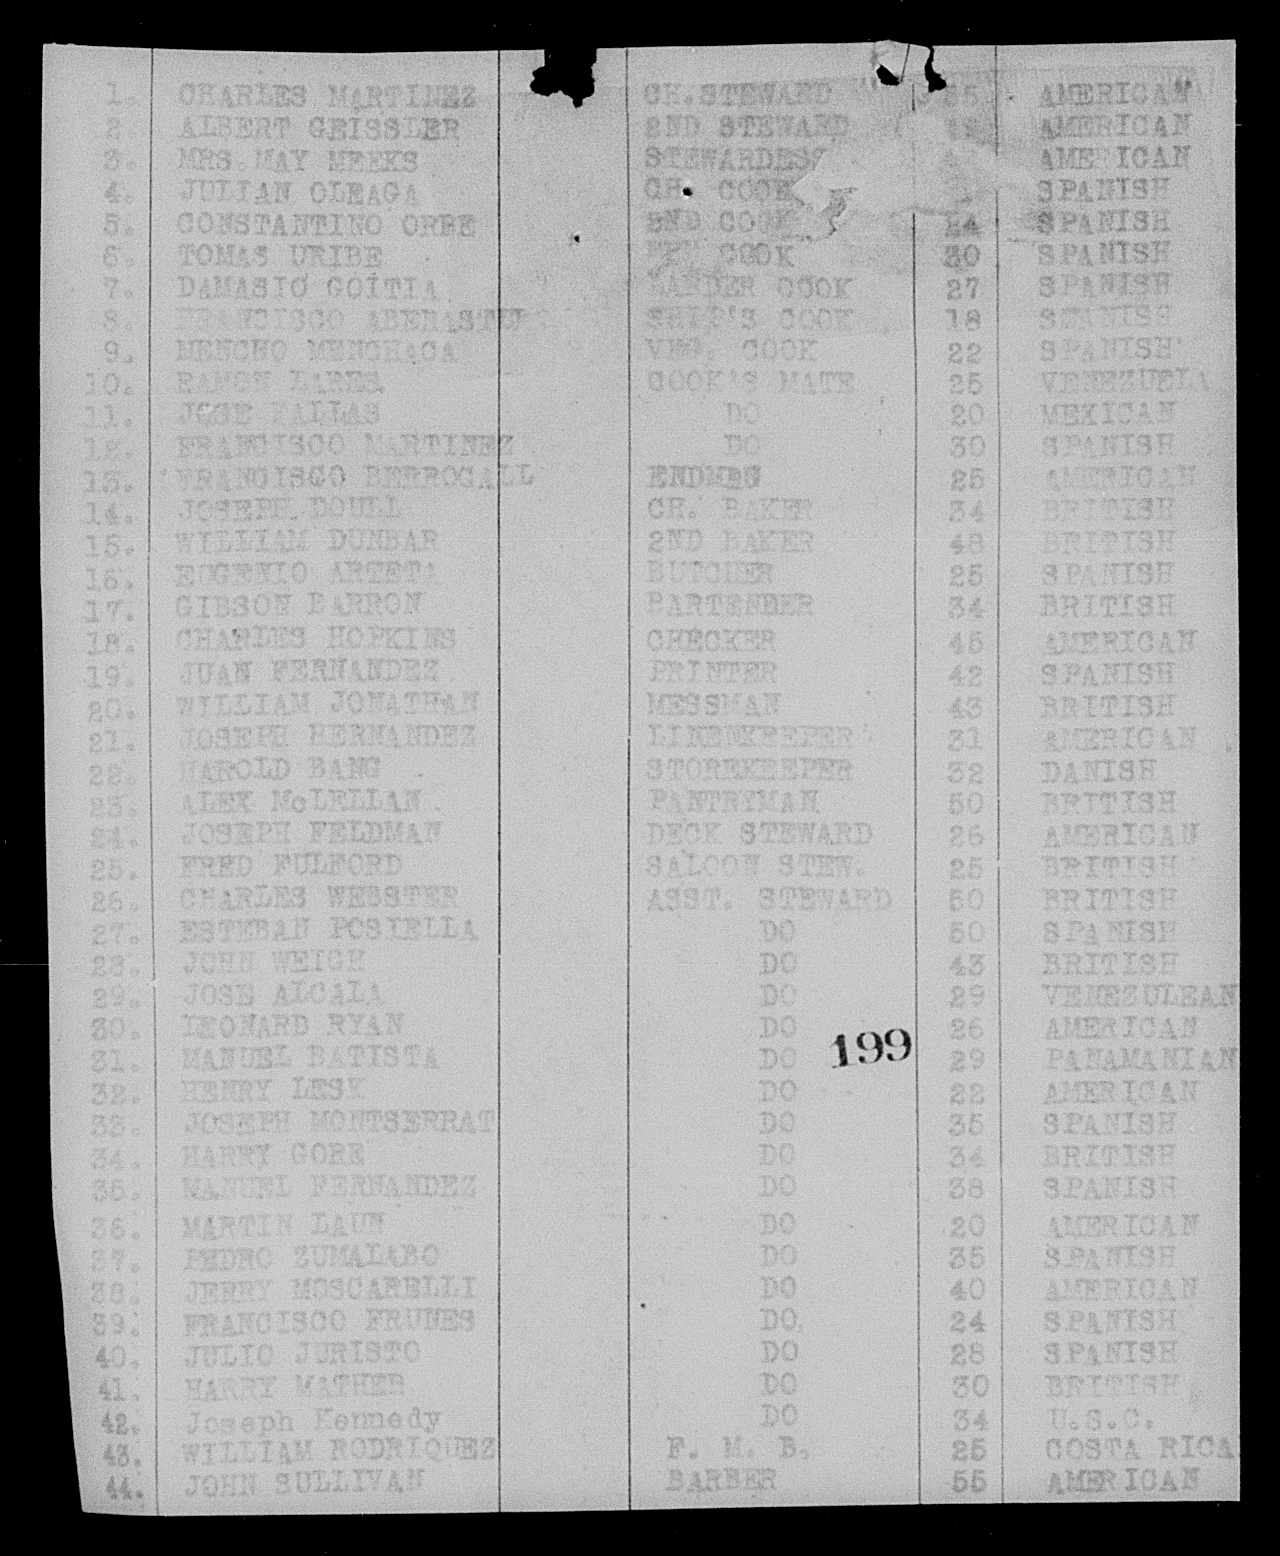 1. CHARLES MARTINEZ CH.STEWARD 35 AMERICAN
2. ALBERT GEISSLER 2ND STEWARD AMERICAN
3. MRS.MAY MEEKS STEWARDESS AMERICAN
4. JULIAN OLEAGA CH. COOK SPANISH
5. CONSTANTINO ORBE 2ND COOK 24 SPANISH
6. TOMAS URIBE COOK 30 SPANISH
7. DAMASIO GOITIA LARDER COOK 27 SPANISH
8. FRANCISCO ABERASTU SHIP'S COOK 18 SPANISH
9. MENCHO MENCHACA VEG. COOK 22 SPANISH
10. RAMON LARES COOK'S MATE 25 VENEZUELA
11. JOSE DO 20 MEXICAN
12. FRANCISCO MARTINEZ DO 30 SPANISH
13. FRANCISCO BERROGALL ENDMES 25 AMERICAN
14. JOSEPH DOULL CH. BAKER 34 BRITISH
15. WILLIAM DUNBAR 2ND BAKER 48 BRITISH
16. EUGENIO ARTETA BUTCHER 25 SPANISH
17. GIBSON BARRON BARTENDER 34 BRITISH
18. CHARLES HOPKINS CHECKER 45 AMERICAN
19. JUAN FERNANDEZ PRINTER 42 SPANISH
20. WILLIAM JONATHAN MESSMAN 43 BRITISH
21. JOSEPH HERNANDEZ LINENKEEPER 31 AMERICAN
22. HAROLD BANG STOREKEEPER 32 DANISH
23. ALEX McLELLAN PANTRYMAN 50 BRITISH
24. JOSEPH FELDMAN DECK STEWARD 26 AMERICAN
25. FRED FULFORD SALOON STEW. 25 BRITISH
26. CHARLES WEBSTER ASST. STEWARD 50 BRITISH
27. ESTEBAN POSIELLA DO 50 SPANISH
28. JOHN WEIGH DO 43 BRITISH
29. JOSE ALCALA DO 29 VENEZULEAN
30. LEONARD RYAN DO 26 AMERICAN
199
31. MANUEL BATISTA DO 29 PANAMANIAN
32. HENRY LESK DO 22 AMERICAN
33. JOSEPH MONTSERRAT DO 35 SPANISH
34. HARRY GORE DO 34 BRITISH
35. MANUEL FERNANDEZ DO 38 SPANISH
36. MARTIN LAUN DO 20 AMERICAN
37. PEDRO ZUMALABO DO 35 SPANISH
38. JERRY MOSCARELLI DO 40 AMERICAN
39. FRANCISCO FRUNES DO. 24 SPANISH
40. JULIO JURISTO DO 28 SPANISH
41. HARRY MATHER DO 30 BRITISH
42. Joseph Kennedy DO 34 U.S.C.
43. WILLIAM RODRIQUEZ F. M. B. 25 COSTA RICA
44. JOHN SULLIVAN BARBER 55 AMERICAN